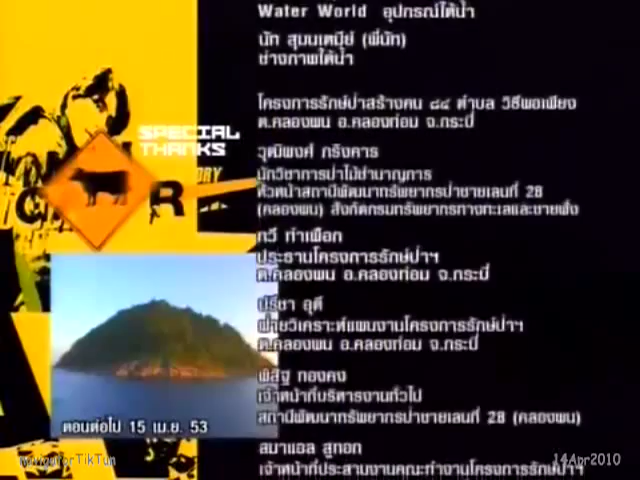 Water World อุปกรณ์ใต้น้ำ
นัท สุมนเตมีย์ (พี่นัท)
ช่างภาพใต้น้ำ
โครงการรักษ์ป่าสร้างคน ๘๔ ตำบล วิถีพอเพียง
ต.คลองพน อ.คลองท่อม จ.กระบี่
SPECIAL
THANKS
วุฒิพงศ์ กริงคาร
นักวิชาการป่าไม้ชำนาญการ
หัวหน้าสถานีพัฒนาทรัพยากรป่าชายเลนที่ 28
(คลองพน) สังกัดกรมทรัพยากรทางทะเลและชายฝั่ง
ทวี ทำเผือก
ประธานโครงการรักษ์ป่าฯ
ต.คลองพน อ.คลองท่อม จ.กระบี่
ปรีชา อุดี
ฝ่ายวิเคราะห์แผนงานโครงการรักษ์ป่าฯ
ต.คลองพน อ.คลองท่อม จ.กระบี่
พิสิฐ ทองคง
เจ้าหน้าที่บริหารงานทั่วไป
สถานีพัฒนาทรัพยากรป่าชายเลนที่ 28 (คลองพน)
สมาแอล สูทอก
เจ้าหน้าที่ประสานงานคณะทำงานโครงการรักษ์ป่าฯ
ตอนต่อไป 15 เม.ย. 53
navigatorTikTun
14Apr2010